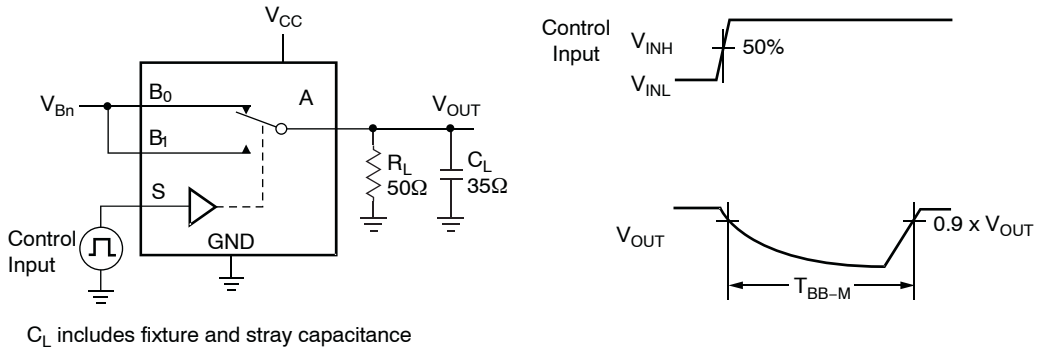 V_CC
V_Bn
B_0
A
V_OUT
B_1
R_L
50Ω
C_L
35Ω
S
Control
Input
GND
C_L includes fixture and stray capacitance
Control
Input
V_INH
50%
V_INL
V_OUT
0.9 x V_OUT
T_BB–M